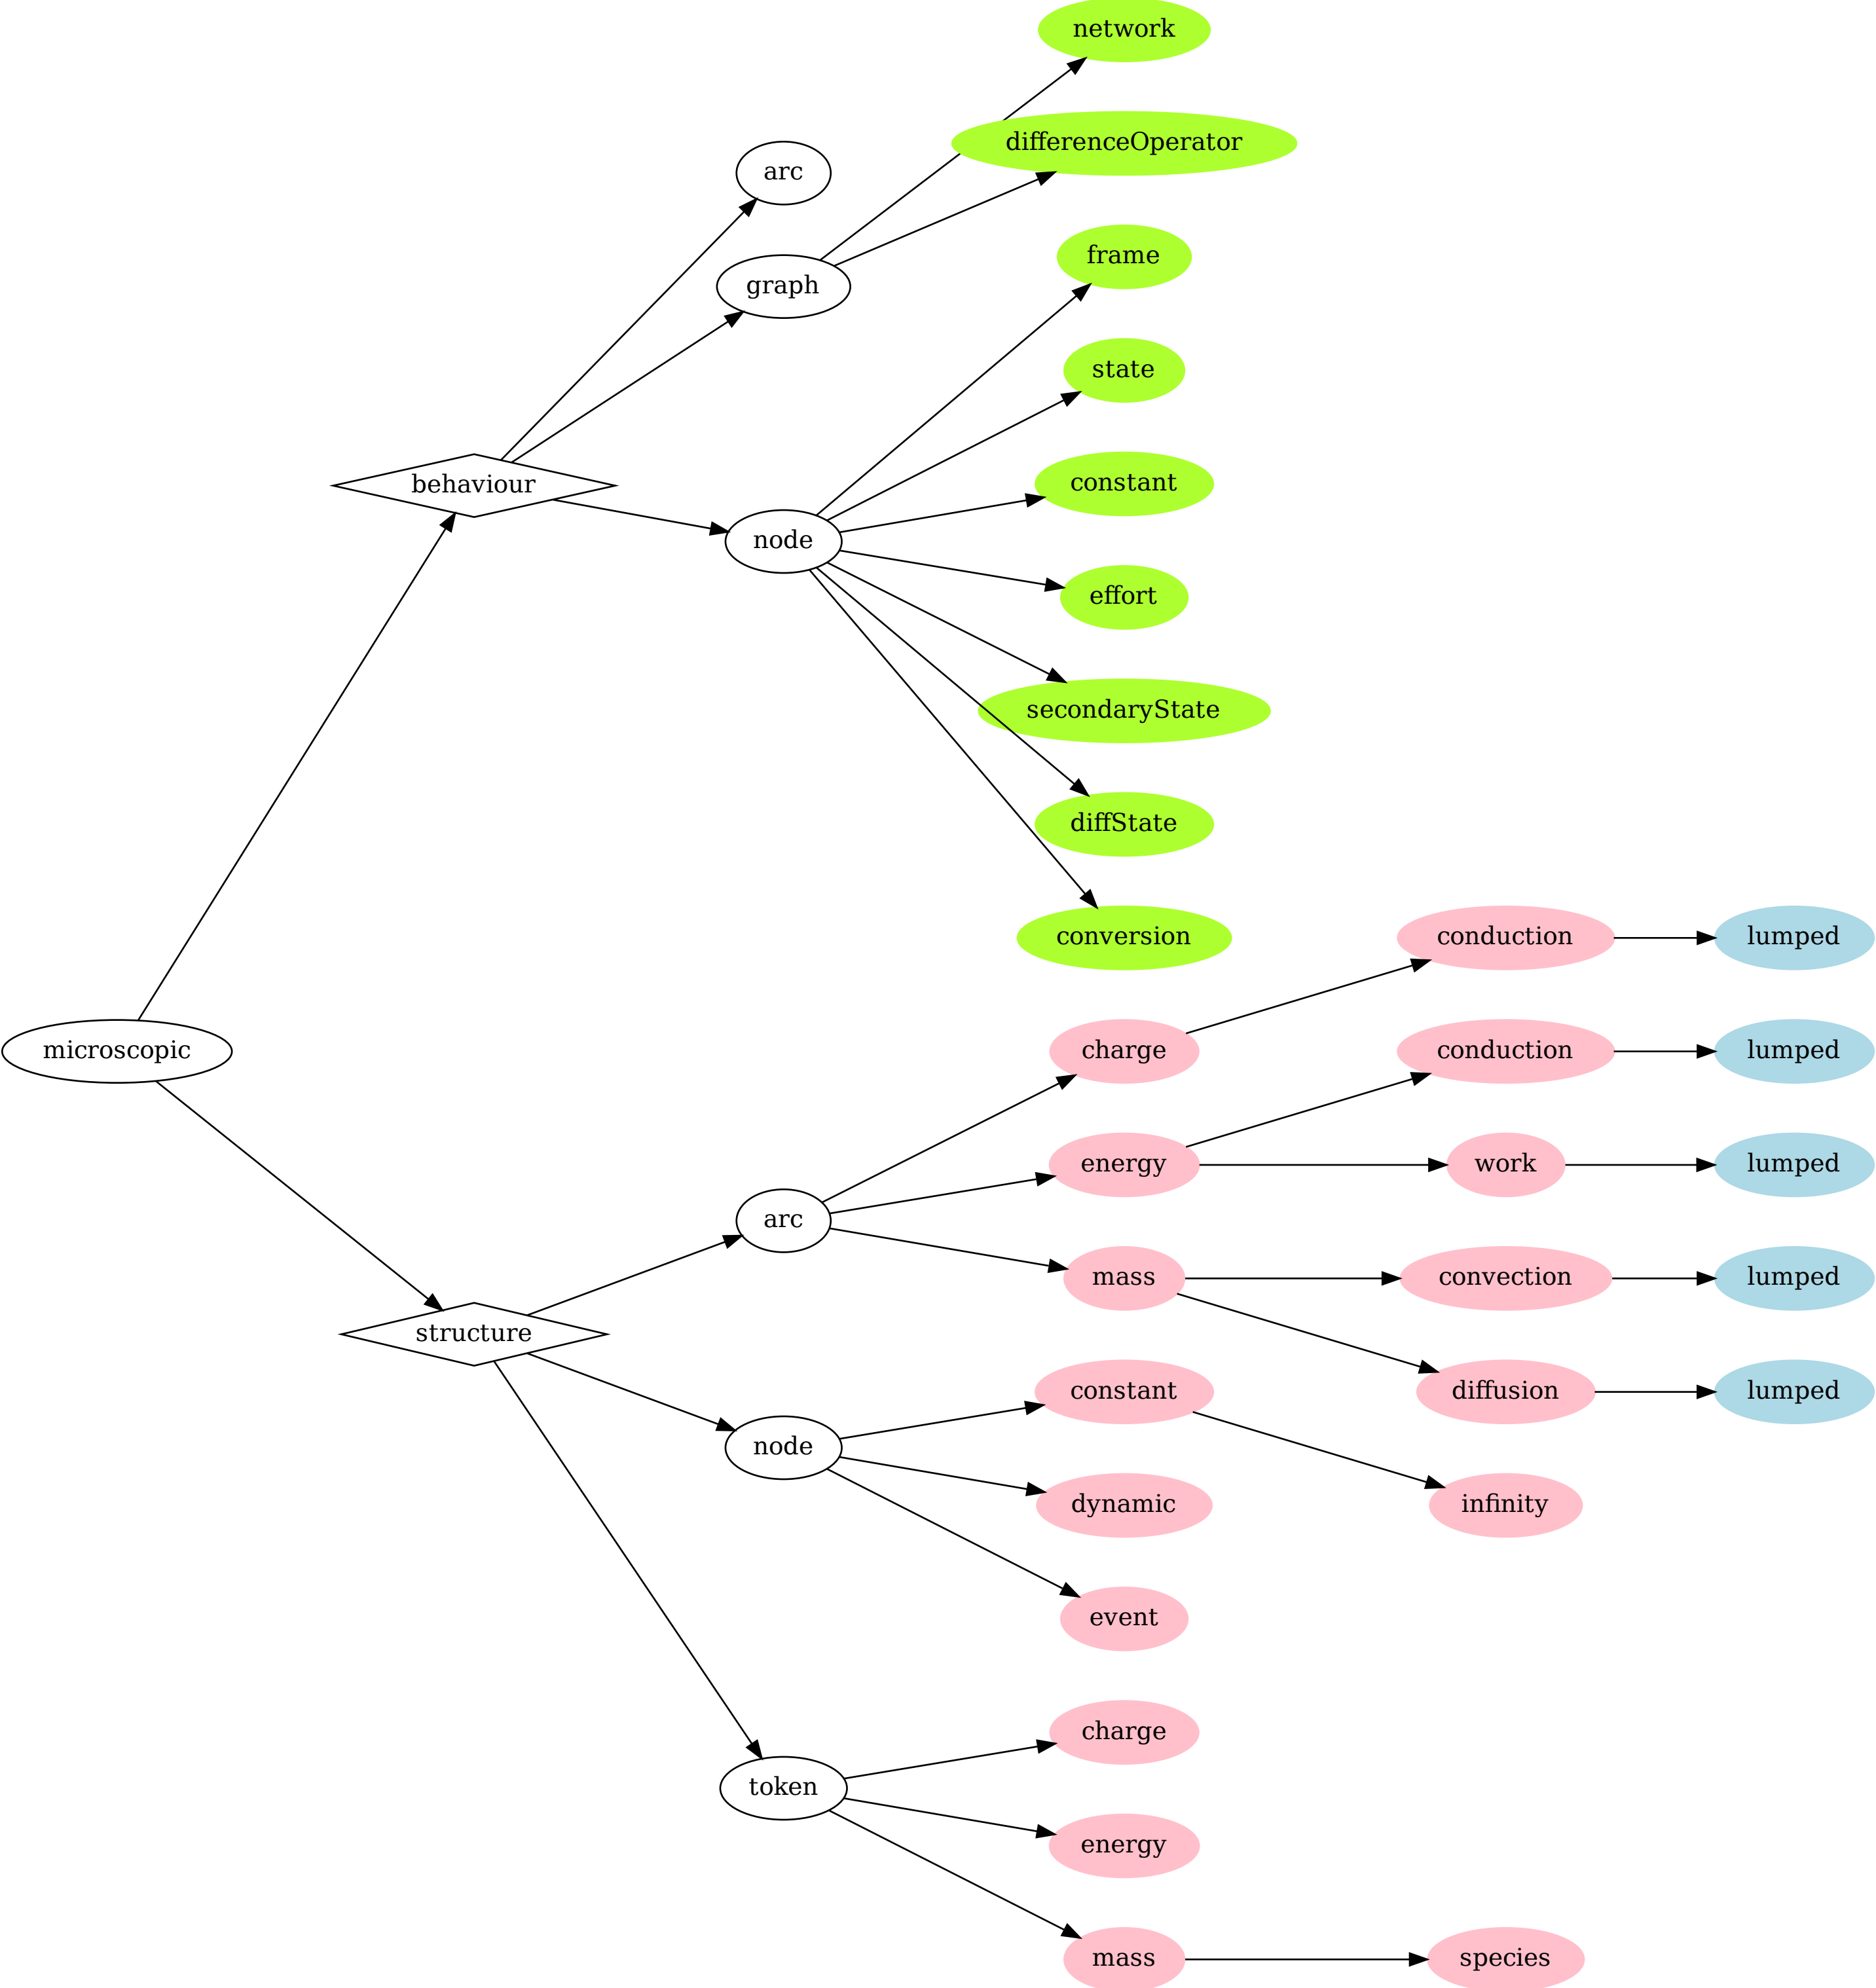 network
differenceOperator
arc
frame
graph
state
constant
behaviour
node
effort
secondaryState
diffState
conversion
conduction
lumped
microscopic
charge
conduction
lumped
energy
work
lumped
arc
mass
convection
lumped
structure
constant
diffusion
lumped
node
dynamic
infinity
event
charge
token
energy
mass
species